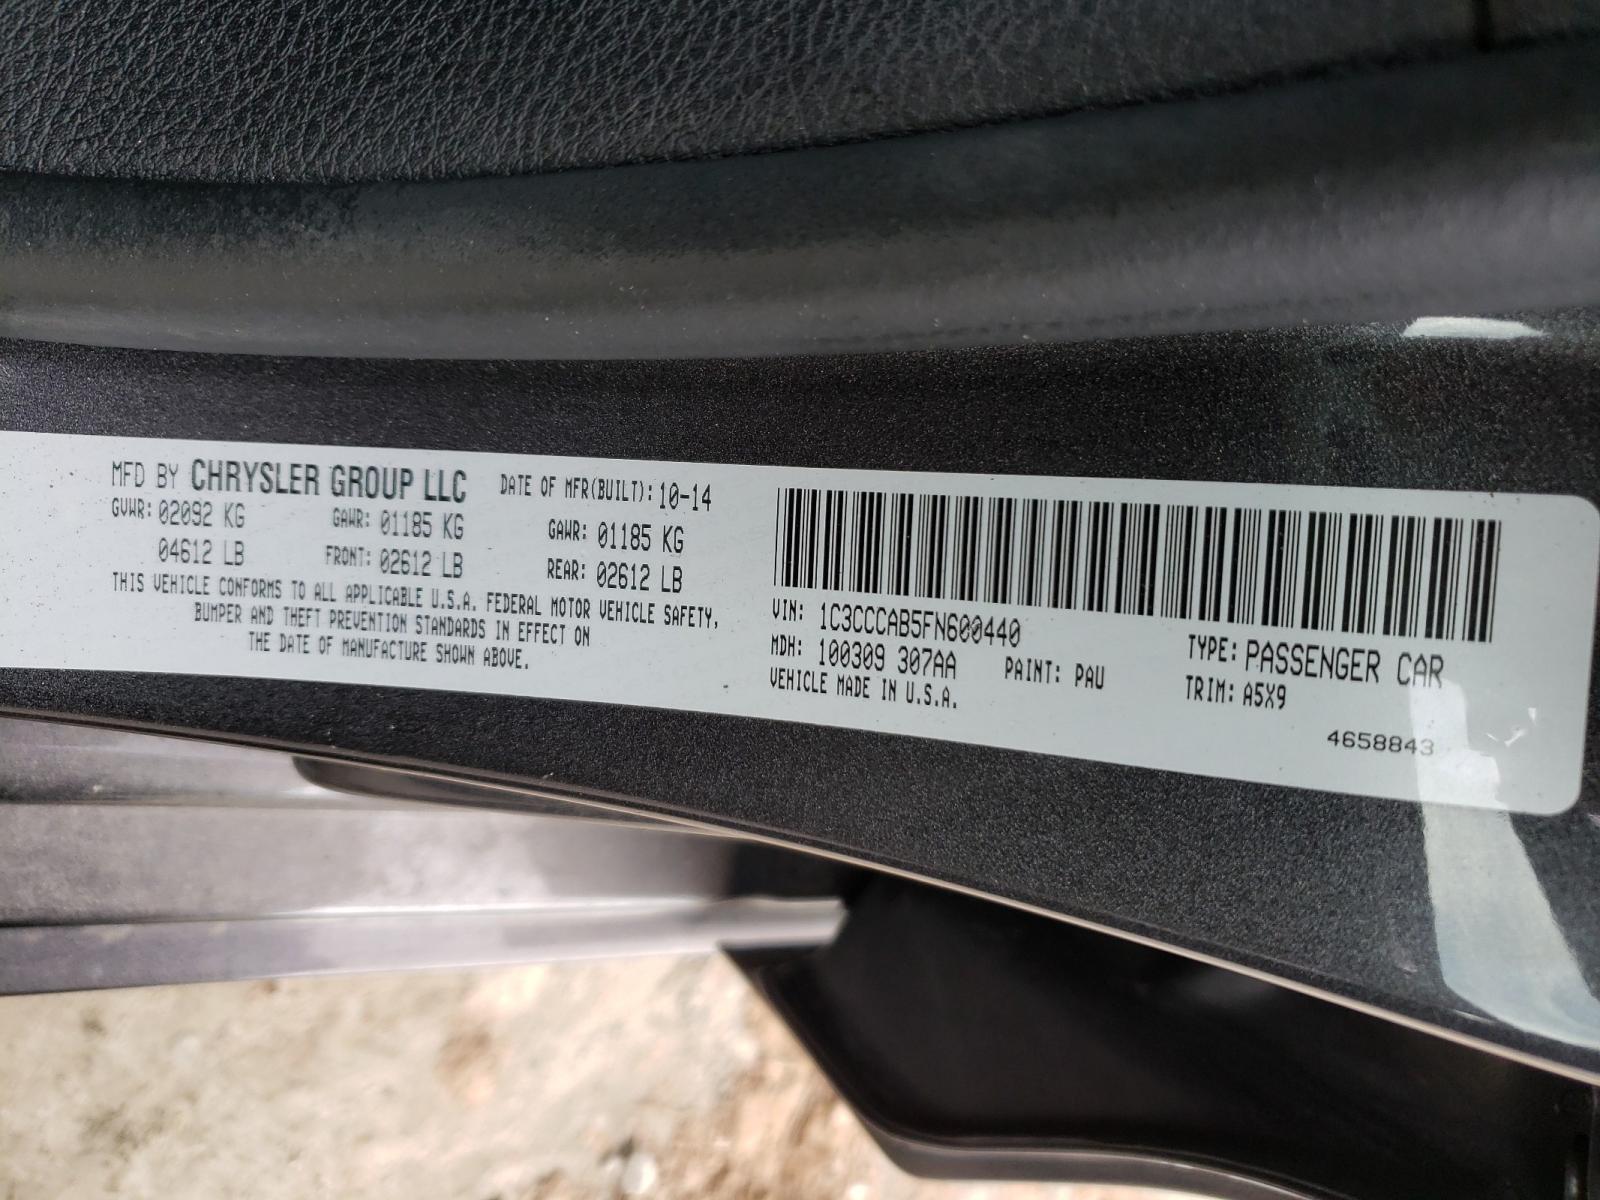 MFD BY CHRYSLER GROUP LLC DATE OF MFR(BUILT): 10-14
GVWR: 02092 KG GAWR: 01185 KG GAWR: 01185 KG
04612 LB FRONT: 02612 LB REAR: 02612 LB
THIS VEHICLE CONFORMS TO ALL APPLICABLE U.S.A. FEDERAL MOTOR VEHICLE SAFETY,
BUMPER AND THEFT PREVENTION STANDARDS IN EFFECT ON
THE DATE OF MANUFACTURE SHOWN ABOVE.
VIN: 1C3CCCAB5FN600440 TYPE: PASSENGER CAR
MDH: 100309 307AA PAINT: PAU TRIM: A5X9
VEHICLE MADE IN U.S.A.
4658843